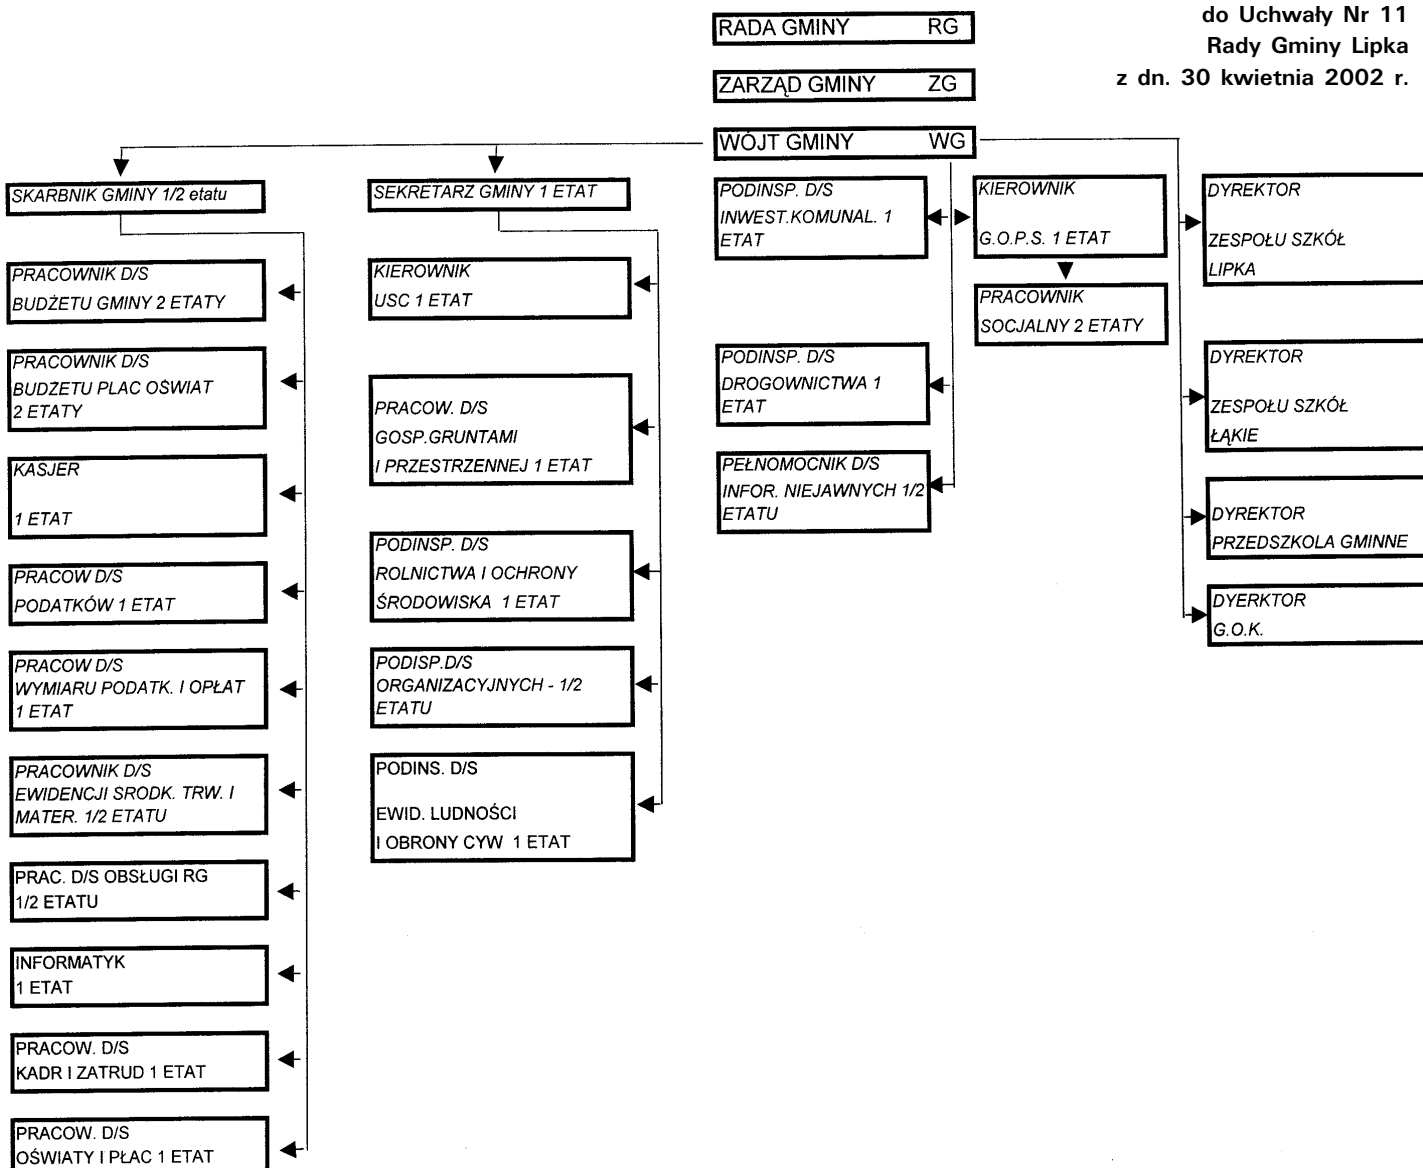 do Uchwały Nr 11
Rady Gminy Lipka
z dn. 30 kwietnia 2002 r.
RADA GMINY RG
ZARZĄD GMINY ZG
WÓJT GMINY WG
SKARBNIK GMINY 1/2 etatu
PRACOWNIK D/S
BUDŻETU GMINY 2 ETATY
PRACOWNIK D/S
BUDZETU PLAC OŚWIAT
2 ETATY
KASJER
1 ETAT
PRACOW D/S
PODATKÓW 1 ETAT
PRACOW D/S
WYMIARU PODATK. I OPŁAT
1 ETAT
PRACOWNIK D/S
EWIDENCJI SRODK. TRW. I
MATER. 1/2 ETATU
PRAC. D/S OBSŁUGI RG
1/2 ETATU
INFORMATYK
1 ETAT
PRACOW. D/S
KADR I ZATRUD 1 ETAT
PRACOW. D/S
OŚWIATY I PŁAC 1 ETAT
SEKRETARZ GMINY 1 ETAT
KIEROWNIK
USC 1 ETAT
PRACOW. D/S
GOSP.GRUNTAMI
I PRZESTRZENNEJ 1 ETAT
PODINSP. D/S
ROLNICTWA I OCHRONY
ŚRODOWISKA 1 ETAT
PODISP.D/S
ORGANIZACYJNYCH - 1/2
ETATU
PODINS. D/S
EWID. LUDNOŚCI
I OBRONY CYW 1 ETAT
PODINSP. D/S
INWEST.KOMUNAL. 1
ETAT
PODINSP. D/S
DROGOWNICTWA 1
ETAT
PEŁNOMOCNIK D/S
INFOR. NIEJAWNYCH 1/2
ETATU
KIEROWNIK
G.O.P.S. 1 ETAT
PRACOWNIK
SOCJALNY 2 ETATY
DYREKTOR
ZESPOŁU SZKÓŁ
LIPKA
DYREKTOR
ZESPOŁU SZKÓŁ
ŁĄKIE
DYREKTOR
PRZEDSZKOLA GMINNE
DYERKTOR
G.O.K.